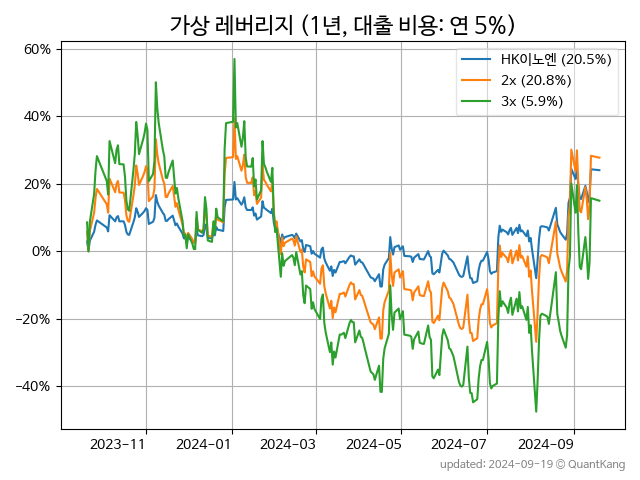 가상 레버리지 (1년, 대출 비용: 연 5%)
HK이노엔 (20.5%)
2x (20.8%)
3x (5.9%)
60%
40%
20%
0%
−20%
−40%
2023-11 2024-01 2024-03 2024-05 2024-07 2024-09
updated: 2024-09-19 © QuantKang